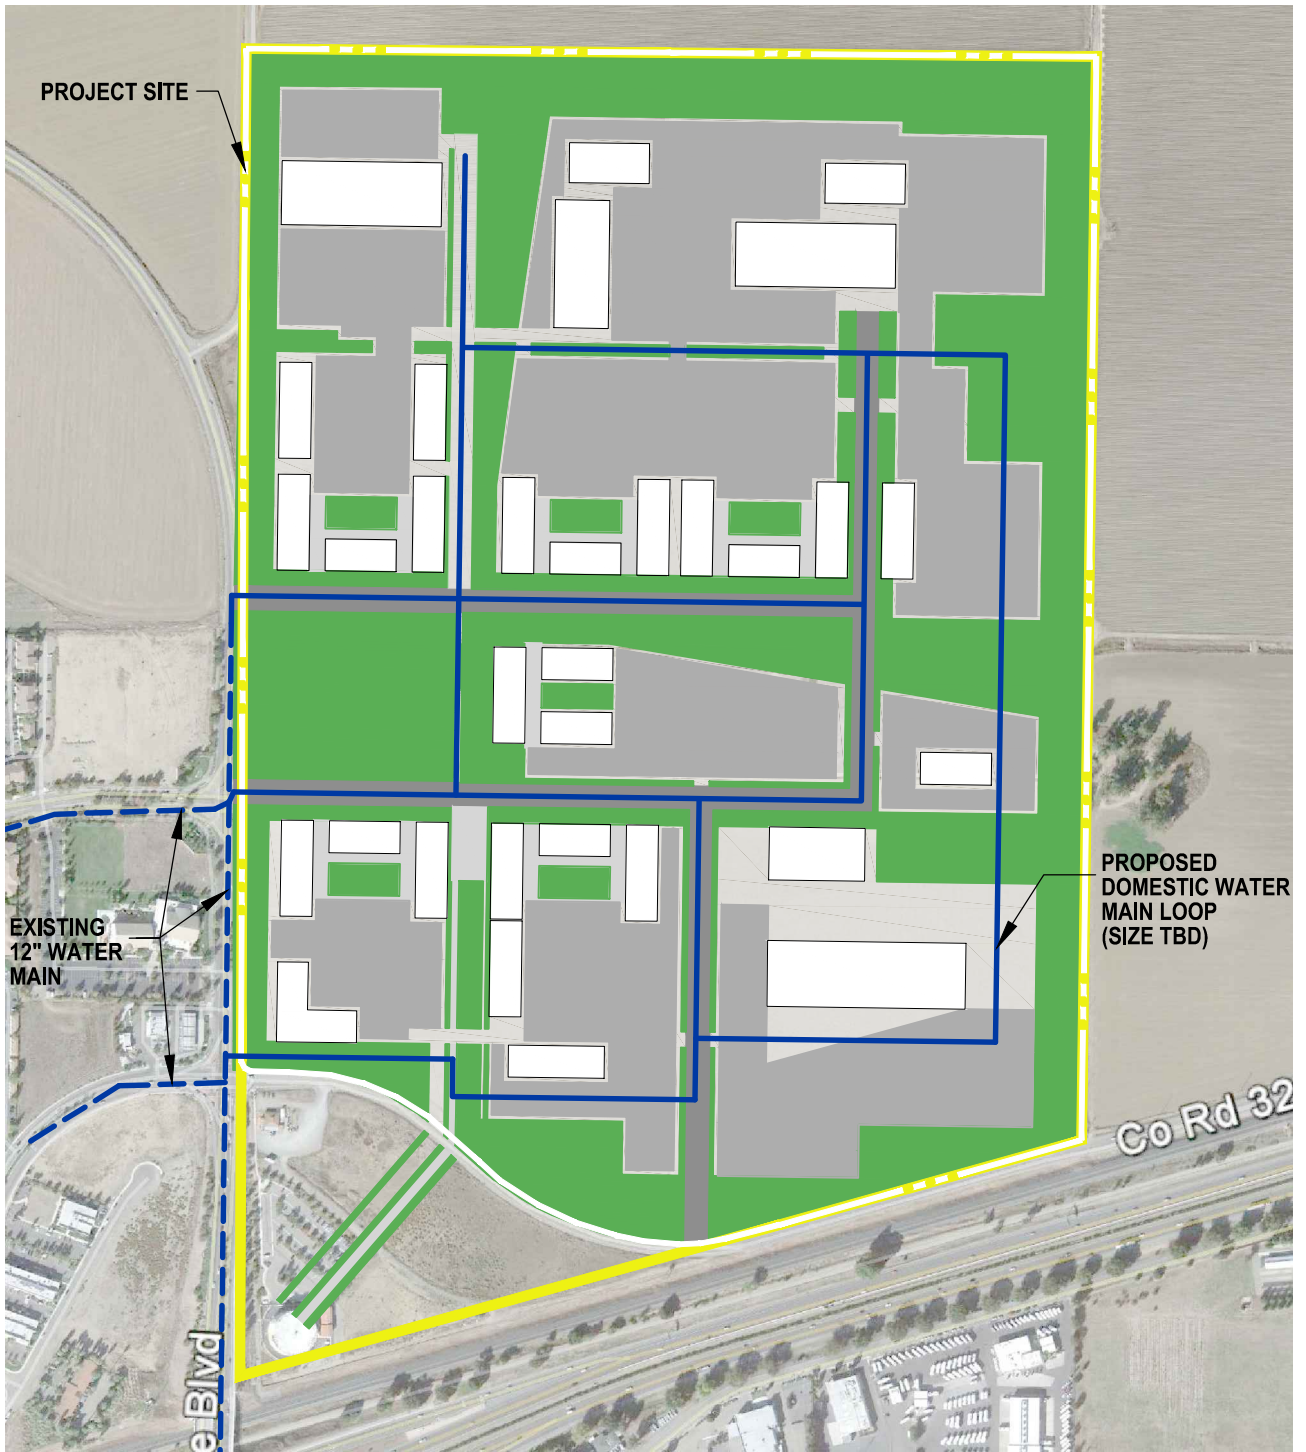 PROJECT SITE
PROPOSED
DOMESTIC WATER
MAIN LOOP
(SIZE TBD)
EXISTING
12" WATER
MAIN
Co Rd 32
e Blvd